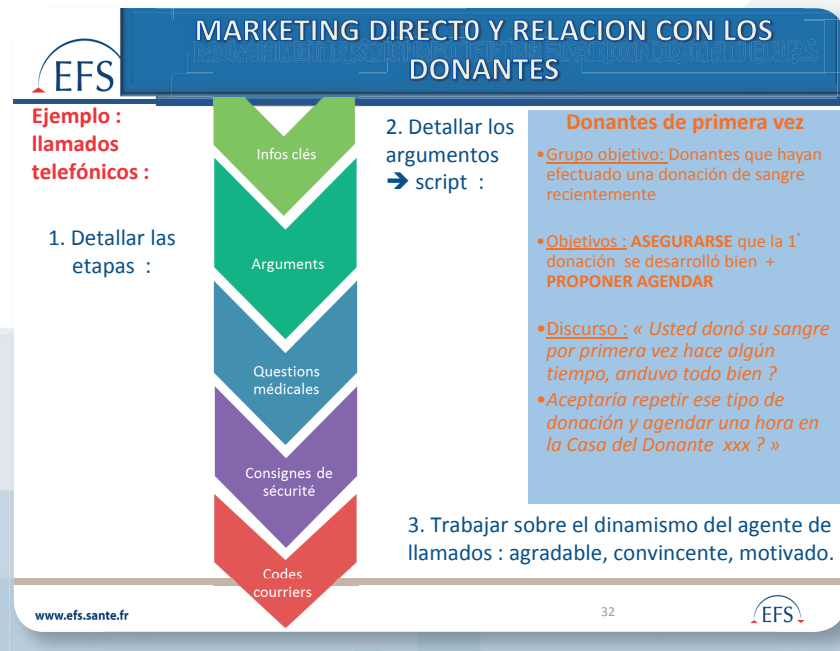 MARKETING DIRECT0 Y RELACION CON LOS
DONANTES
EFS
Ejemplo :
llamados
telefónicos :
1. Detallar las
etapas :
Infos clés
Arguments
Questions
médicales
Consignes de
sécurité
Codes
courriers
2. Detallar los
argumentos
➔ script :
Donantes de primera vez
•Grupo objetivo: Donantes que hayan
efectuado una donación de sangre
recientemente
•Objetivos : ASEGURARSE que la 1°
donación se desarrolló bien +
PROPONER AGENDAR
•Discurso : « Usted donó su sangre
por primera vez hace algún
tiempo, anduvo todo bien ?
•Aceptaría repetir ese tipo de
donación y agendar una hora en
la Casa del Donante xxx ? »
3. Trabajar sobre el dinamismo del agente de
llamados : agradable, convincente, motivado.
www.efs.sante.fr
32
EFS